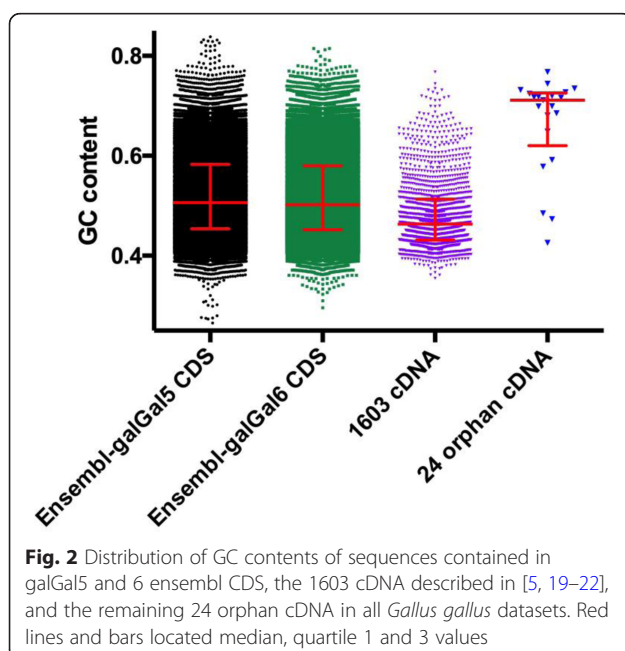 0.8
0.6
0.4
GC content
Ensembl-galGal5 CDS
Ensembl-galGal6 CDS
1603 cDNA
24 orphan cDNA
Fig. 2 Distribution of GC contents of sequences contained in
galGal5 and 6 ensembl CDS, the 1603 cDNA described in [5, 19–22],
and the remaining 24 orphan cDNA in all Gallus gallus datasets. Red
lines and bars located median, quartile 1 and 3 values